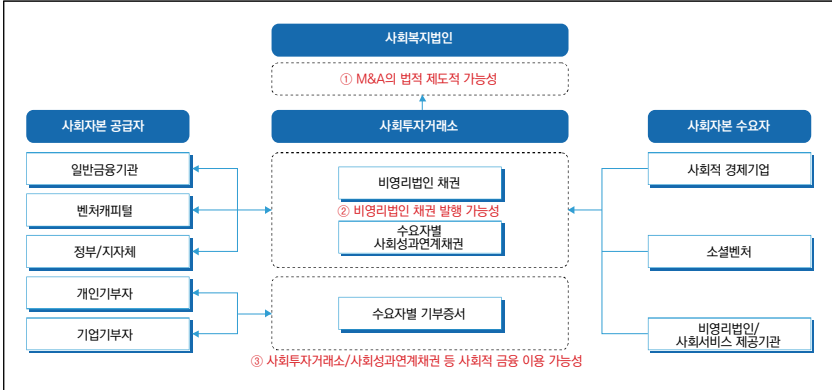 사회복지법인
① M&A의 법적 제도적 가능성
사회자본 공급자
사회투자거래소
사회자본 수요자
일반금융기관
벤처캐피털
정부/지자체
개인기부자
기업기부자
비영리법인 채권
② 비영리법인 채권 발행 가능성
수요자별
사회성과연계채권
수요자별 기부증서
③ 사회투자거래소/사회성과연계채권 등 사회적 금융 이용 가능성
사회적 경제기업
소셜벤처
비영리법인/
사회서비스 제공기관